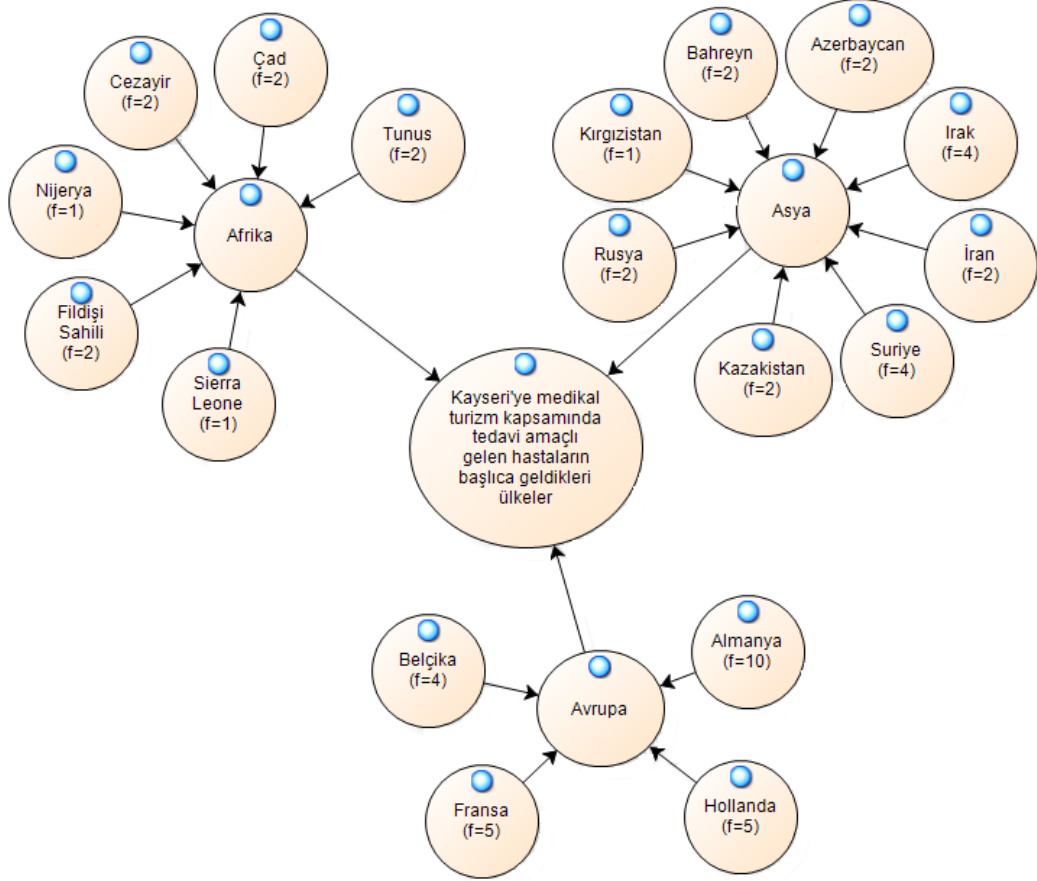 Çad
(f=2)
Cezayir
(f=2)
Tunus
(f=2)
Nijerya
(f=1)
Afrika
Fildişi
Sahili
(f=2)
Sierra
Leone
(f=1)
Bahreyn
(f=2)
Azerbaycan
(f=2)
Kırgızistan
(f=1)
Irak
(f=4)
Asya
Rusya
(f=2)
İran
(f=2)
Kazakistan
(f=2)
Suriye
(f=4)
Kayseri'ye medikal
turizm kapsamında
tedavi amaçlı
gelen hastaların
başlıca geldikleri
ülkeler
Belçika
(f=4)
Almanya
(f=10)
Avrupa
Fransa
(f=5)
Hollanda
(f=5)